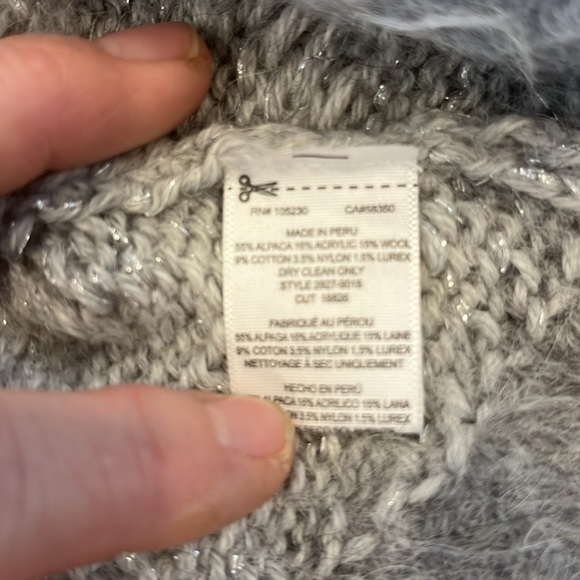 RN# 105230 CA#58350
MADE IN PERU
55% ALPACA 16% ACRYLIC 15% WOOL
9% COTTON 3.5% NYLON 1.5% LUREX
DRY CLEAN ONLY
STYLE 2927-9015
CUT
FABRIQUÉ AU PÉROU
55% ALPAGA 16% ACRYLIQUE 15% LAINE
9% COTON 3.5% NYLON 1.5% LUREX
NETTOYAGE À SEC UNIQUEMENT
HECHO EN PERÚ
ALPACA 16% ACRILICO 15% LANA
3.5% NYLON 1.5% LUREX